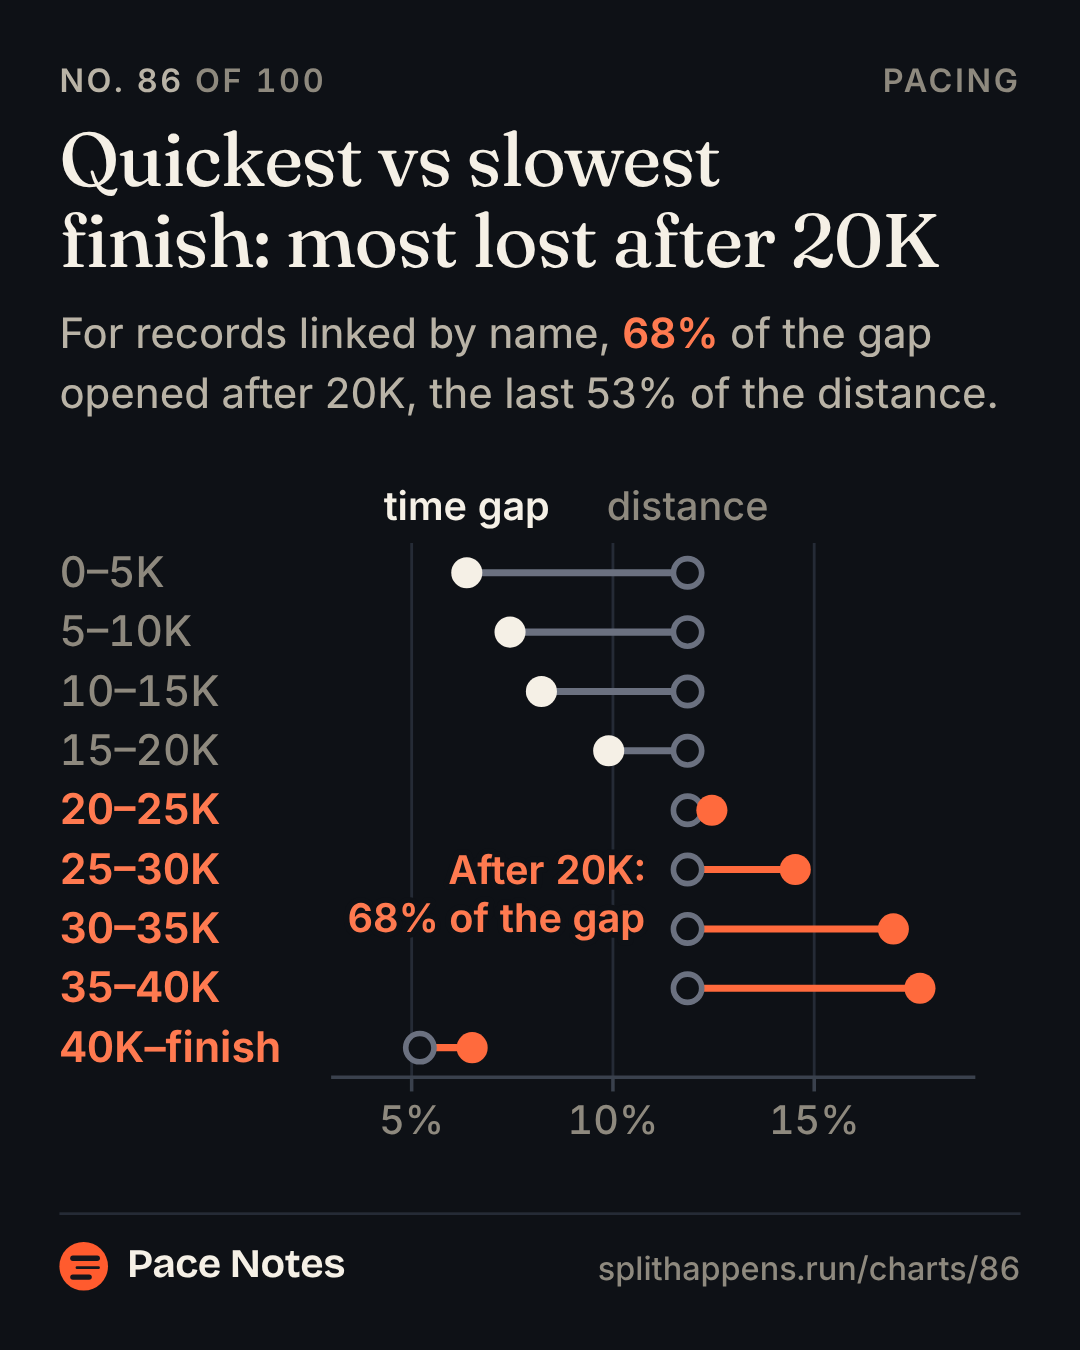 NO. 86 OF 100
PACING
Quickest vs slowest
finish: most lost after 20K
For records linked by name, 68% of the gap
opened after 20K, the last 53% of the distance.
time gap
distance
0–5K
5–10K
10–15K
15–20K
20–25K
25–30K
30–35K
35–40K
40K–finish
After 20K:
68% of the gap
5%
10%
15%
Pace Notes
splithappens.run/charts/86